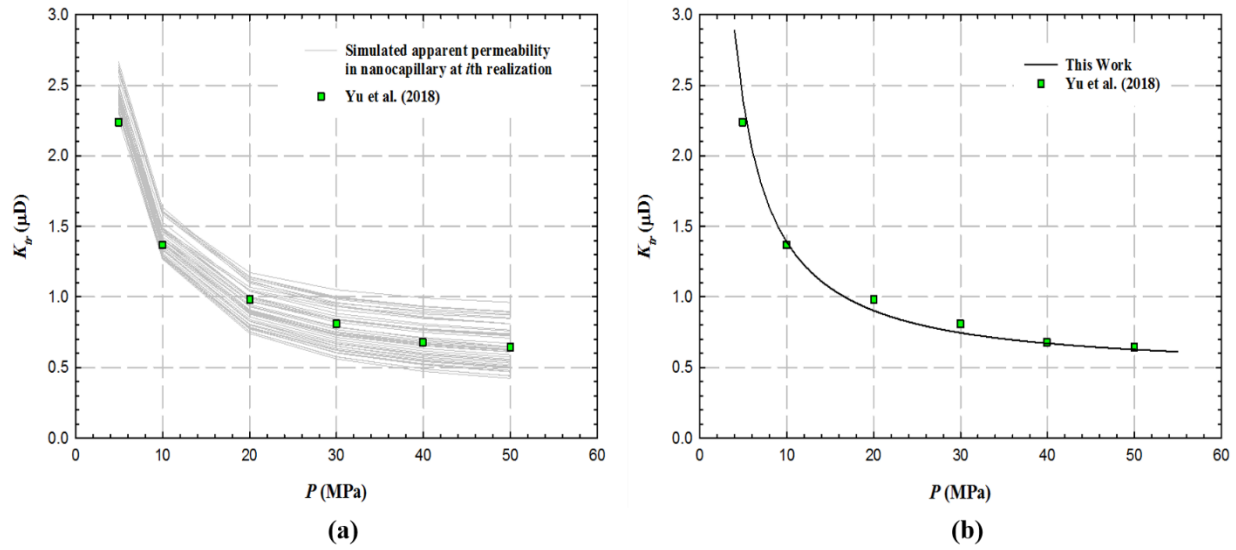 3.0
2.5
2.0
1.5
1.0
0.5
0.0
K_tr (μD)
Simulated apparent permeability
in nanocapillary at ith realization
Yu et al. (2018)
0 10 20 30 40 50 60
P (MPa)
(a)
3.0
2.5
2.0
1.5
1.0
0.5
0.0
K_tr (μD)
This Work
Yu et al. (2018)
0 10 20 30 40 50 60
P (MPa)
(b)